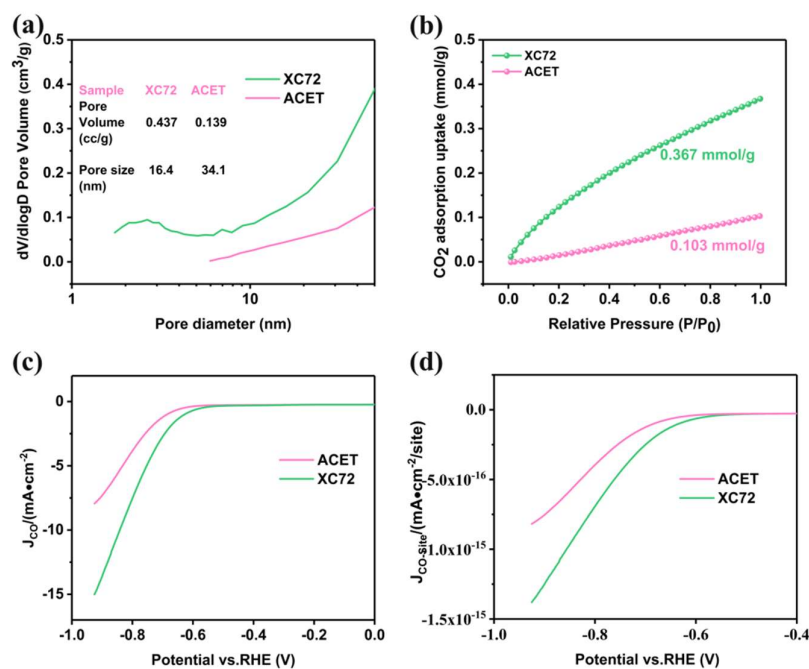 (a)
dV/dlogD Pore Volume (cm³/g)
0.5
0.4
0.3
0.2
0.1
0.0
Sample XC72 ACET
Pore
Volume 0.437 0.139
(cc/g)
Pore size 16.4 34.1
(nm)
XC72
ACET
1 10
Pore diameter (nm)
(b)
CO₂ adsorption uptake (mmol/g)
0.5
0.4
0.3
0.2
0.1
0.0
XC72
ACET
0.367 mmol/g
0.103 mmol/g
0.0 0.2 0.4 0.6 0.8 1.0
Relative Pressure (P/P₀)
(c)
J_CO/(mA•cm⁻²)
0
-5
-10
-15
ACET
XC72
-1.0 -0.8 -0.6 -0.4 -0.2 0.0
Potential vs.RHE (V)
(d)
J_CO-site/(mA•cm⁻²/site)
0.0
-5.0x10⁻¹⁶
-1.0x10⁻¹⁵
-1.5x10⁻¹⁵
ACET
XC72
-1.0 -0.8 -0.6 -0.4
Potential vs.RHE (V)